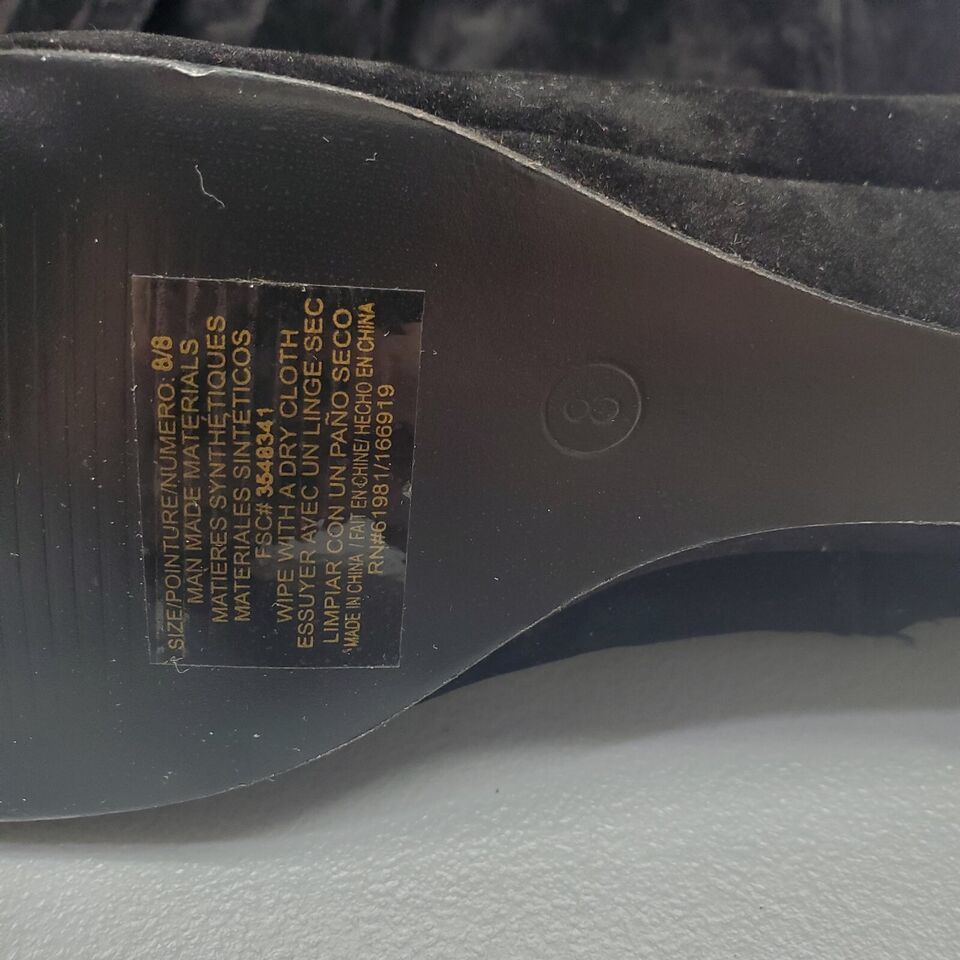 SIZE/POINTURE/NUMERO: 8/8
MAN MADE MATERIALS
MATIERES SYNTHÉTIQUES
MATERIALES SINTÉTICOS
FSC# 3548341
WIPE WITH A DRY CLOTH
ESSUYER AVEC UN LINGE SEC
LIMPIAR CON UN PAÑO SECO
MADE IN CHINA / FAIT EN CHINE/ HECHO EN CHINA
RN#61981/166919
8